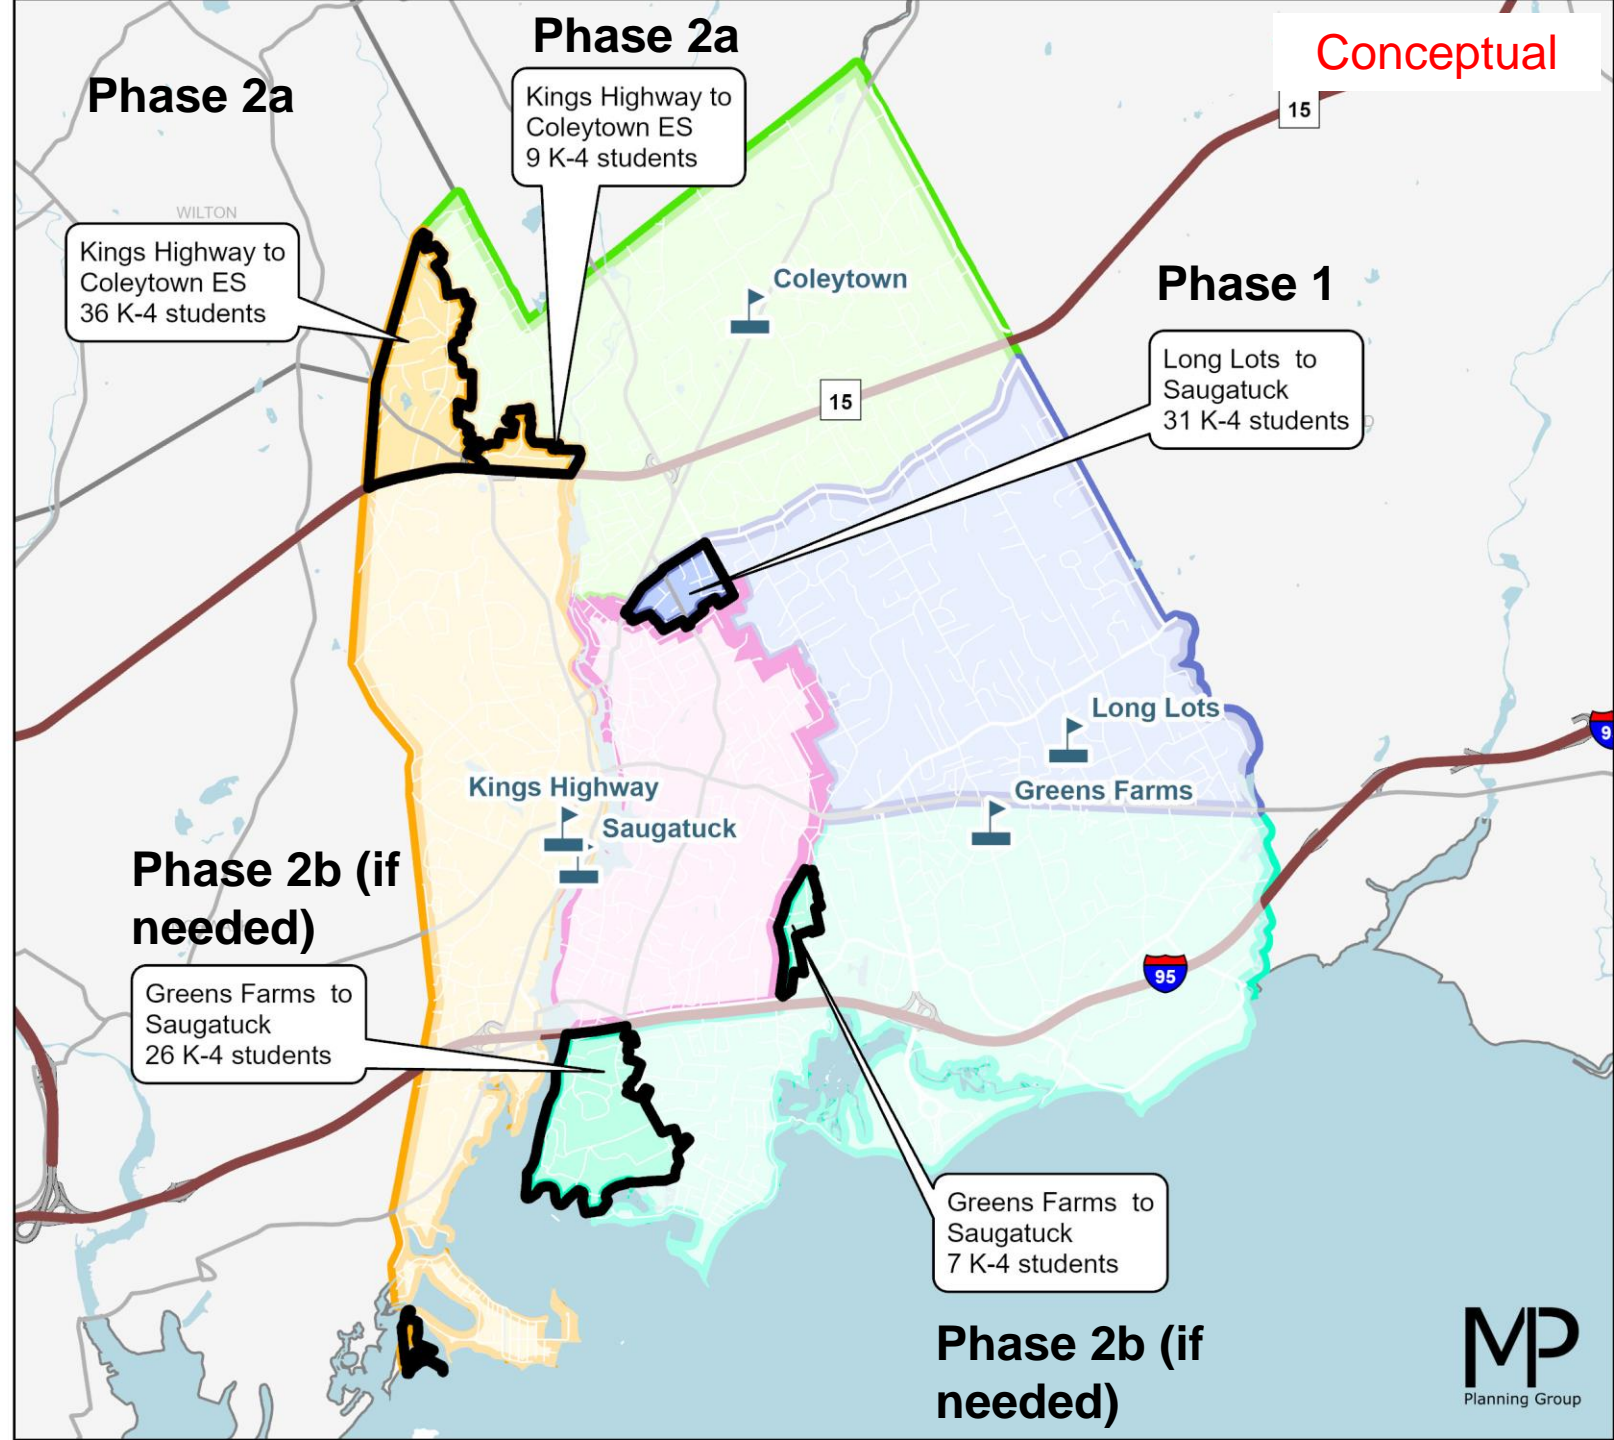 Phase 2a
Conceptual
Phase 2a
Kings Highway to
Coleytown ES
9 K-4 students
15
WILTON
Kings Highway to
Coleytown ES
36 K-4 students
Coleytown
Phase 1
Long Lots to
Saugatuck
31 K-4 students
15
Long Lots
9
Kings Highway
Greens Farms
Saugatuck
Phase 2b (if
needed)
Greens Farms to
Saugatuck
26 K-4 students
95
Greens Farms to
Saugatuck
7 K-4 students
Phase 2b (if
needed)
MP
Planning Group